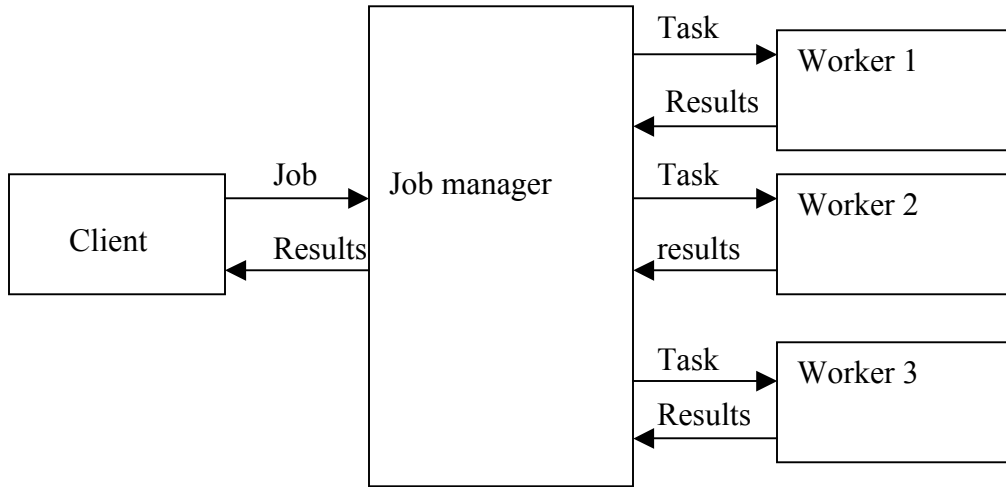 Task
Worker 1
Results
Job
Job manager
Task
Worker 2
Client
Results
results
Task
Worker 3
Results